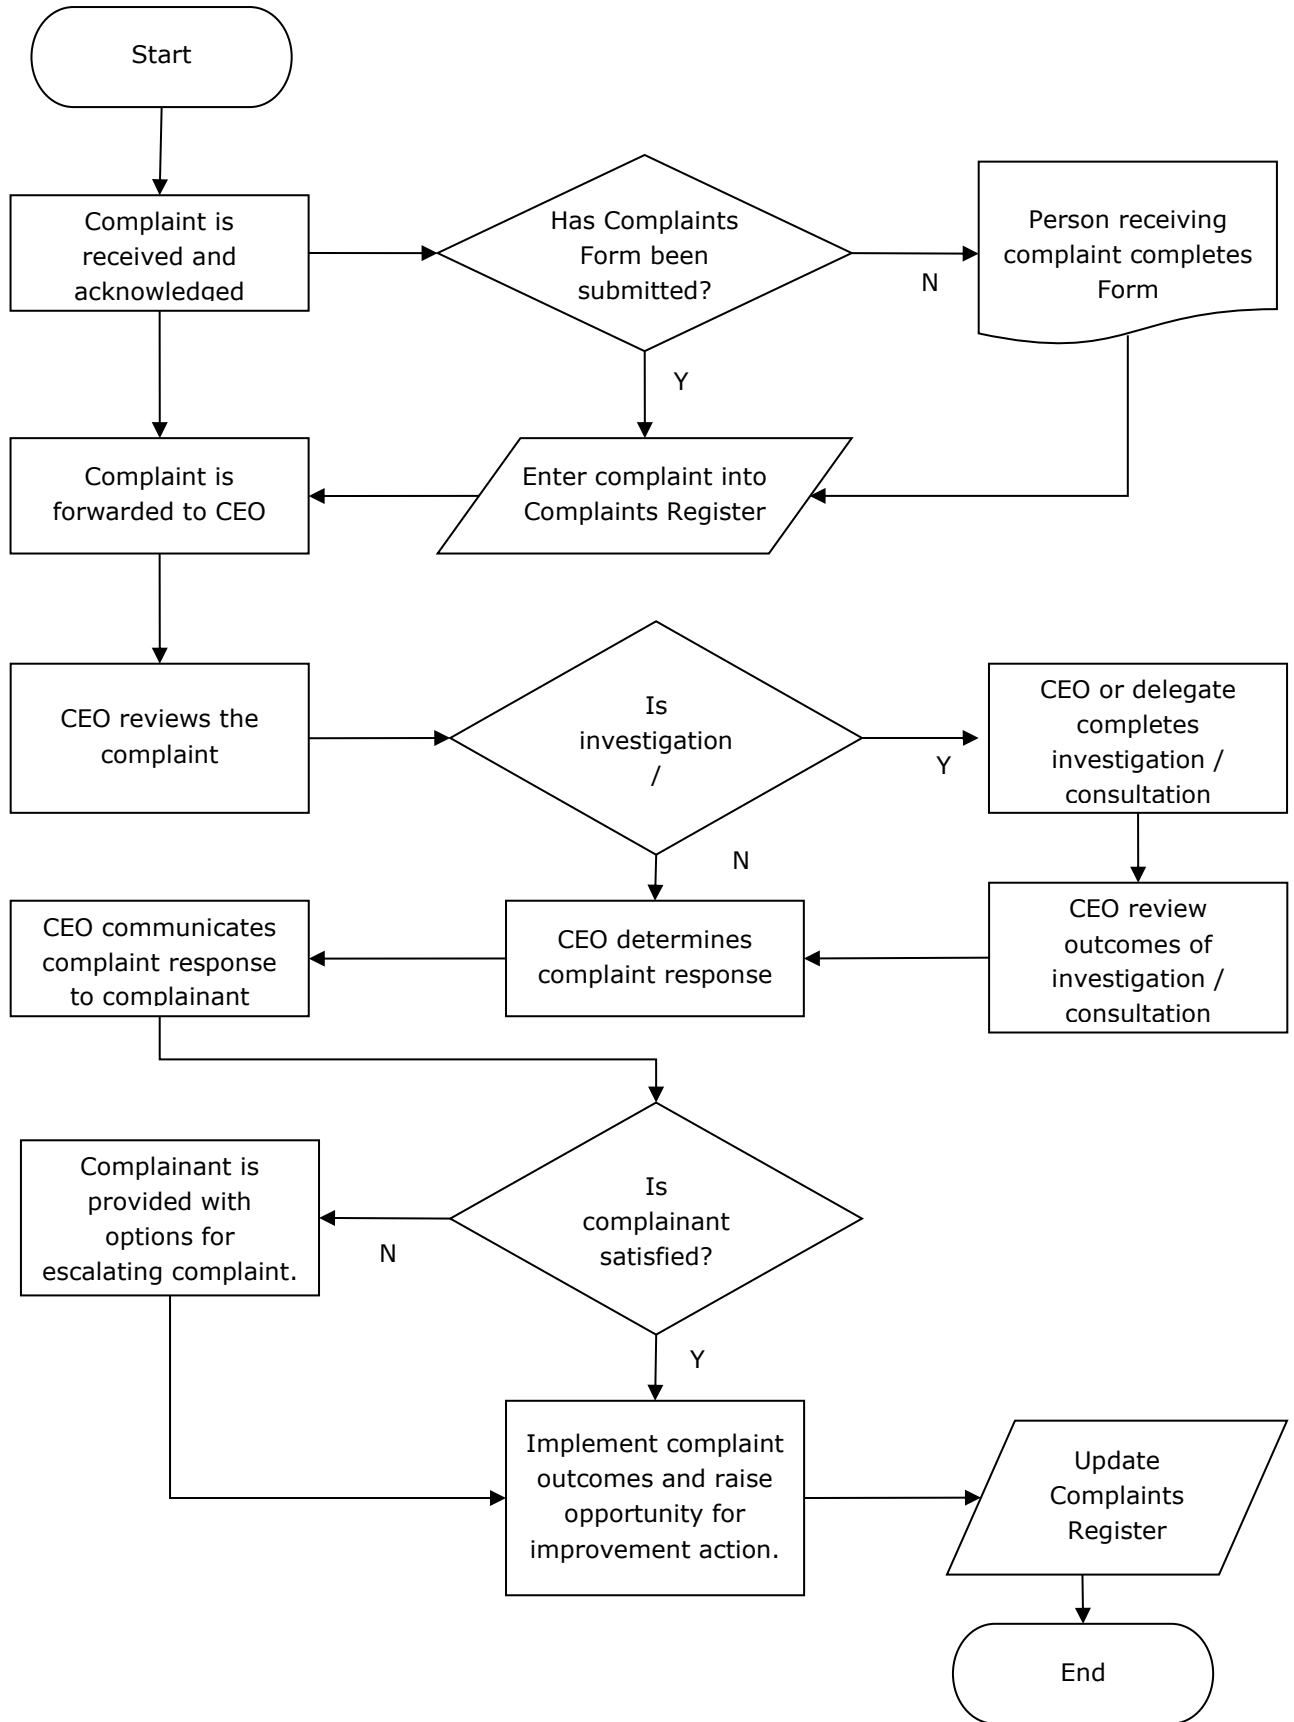 Start
Complaint is
received and
acknowledged
Has Complaints
Form been
submitted?
N
Person receiving
complaint completes
Form
Y
Complaint is
forwarded to CEO
Enter complaint into
Complaints Register
CEO reviews the
complaint
Is
investigation
/
Y
CEO or delegate
completes
investigation /
consultation
N
CEO communicates
complaint response
to complainant
CEO determines
complaint response
CEO review
outcomes of
investigation /
consultation
Complainant is
provided with
options for
escalating complaint.
N
Is
complainant
satisfied?
Y
Implement complaint
outcomes and raise
opportunity for
improvement action.
Update
Complaints
Register
End